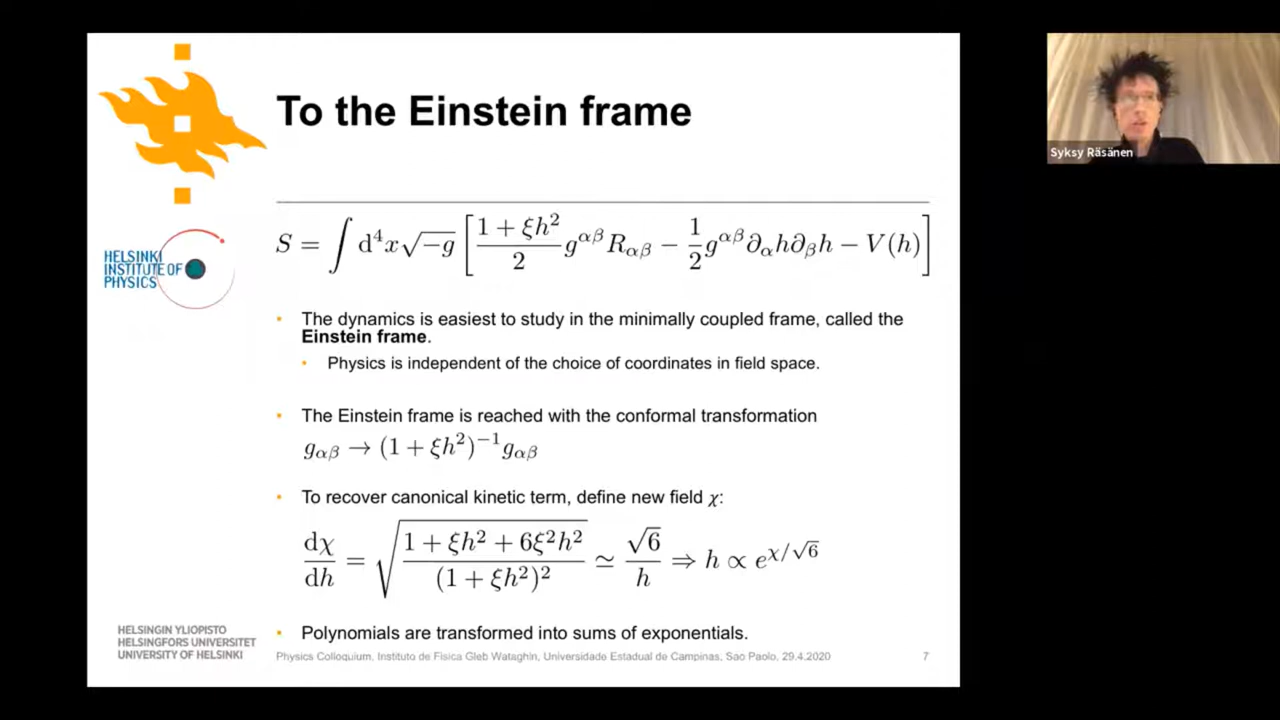 To the Einstein frame
Syksy Räsänen
HELSINKI
INSTITUTE OF
PHYSICS
S = ∫ d⁴x√−g [ (1 + ξh²)/2 g^{αβ} R_{αβ} − 1/2 g^{αβ} ∂_α h ∂_β h − V(h) ]
• The dynamics is easiest to study in the minimally coupled frame, called the
Einstein frame.
• Physics is independent of the choice of coordinates in field space.
• The Einstein frame is reached with the conformal transformation
g_{αβ} → (1 + ξh²)^{−1} g_{αβ}
• To recover canonical kinetic term, define new field χ:
dχ/dh = √((1 + ξh² + 6ξ²h²)/(1 + ξh²)²) ≃ √6/h ⇒ h ∝ e^{χ/√6}
• Polynomials are transformed into sums of exponentials.
HELSINGIN YLIOPISTO
HELSINGFORS UNIVERSITET
UNIVERSITY OF HELSINKI
Physics Colloquium, Instituto de Física Gleb Wataghin, Universidade Estadual de Campinas, Sao Paolo, 29.4.2020
7